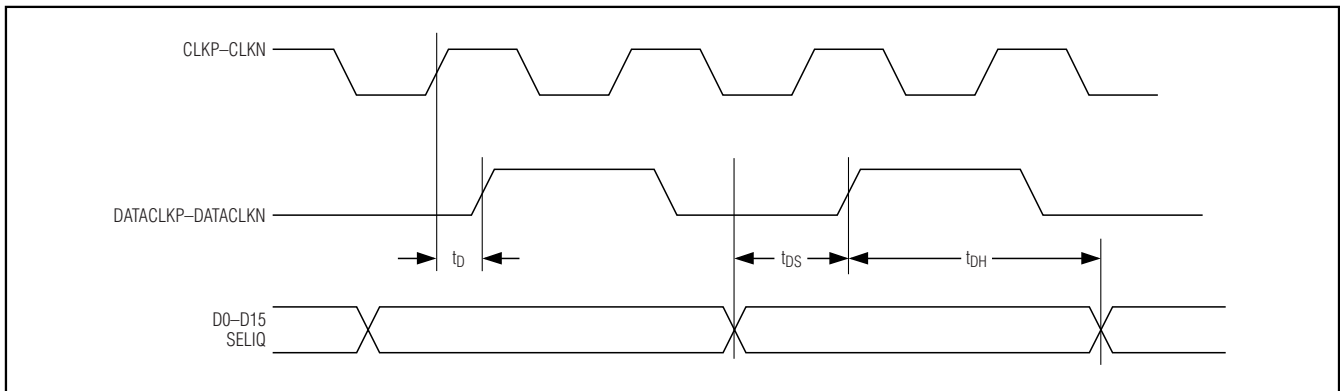 CLKP–CLKN
DATACLKP–DATACLKN
tD
tDS
tDH
D0–D15
SELIQ